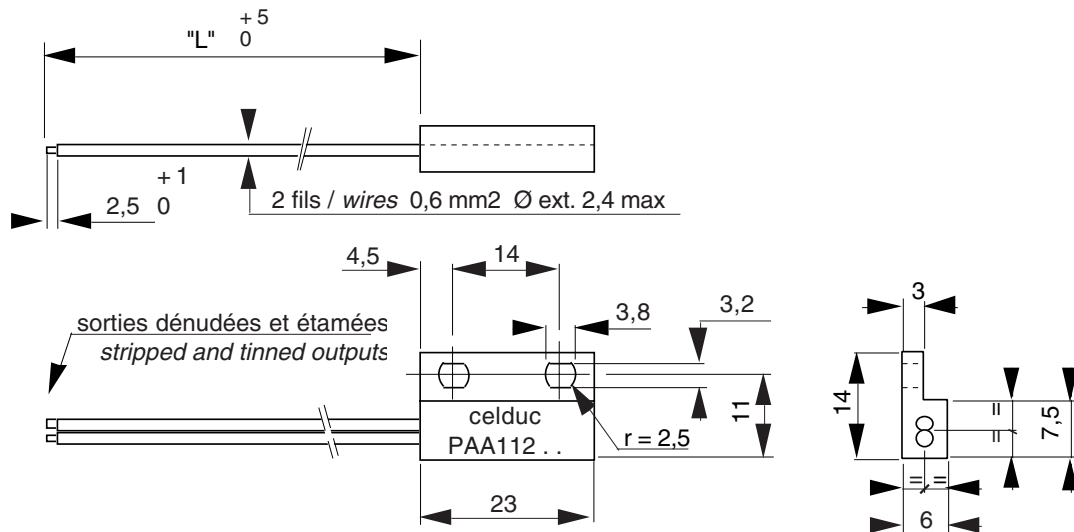 "L" + 5 0
+ 1
2,5 0
2 fils / wires 0,6 mm2 Ø ext. 2,4 max
4,5 14
3,8 3,2
3
sorties dénudées et étamées
stripped and tinned outputs
celduc
PAA112 . .
r = 2,5
11
14
= =
7,5
= =
23
6